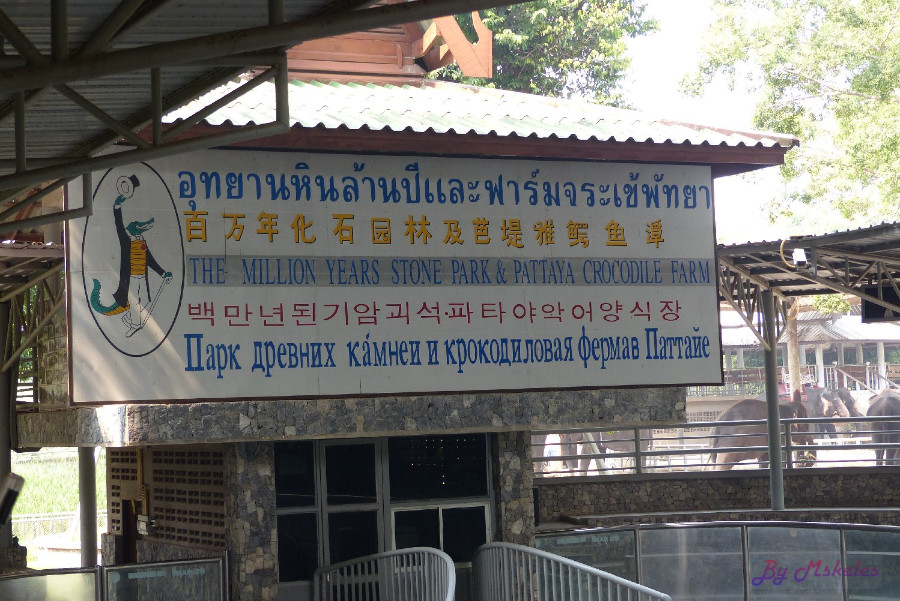 อุทยานหินล้านปีและฟาร์มจระเข้พัทยา
百万年化石园林及芭堤雅鳄鱼潭
THE MILLION YEARS STONE PARK & PATTAYA CROCODILE FARM
백만년된기암괴석·파타야악어양식장
Парк древних ка́мнеи и крокодиловая фермав Паттайе
By Mskeles